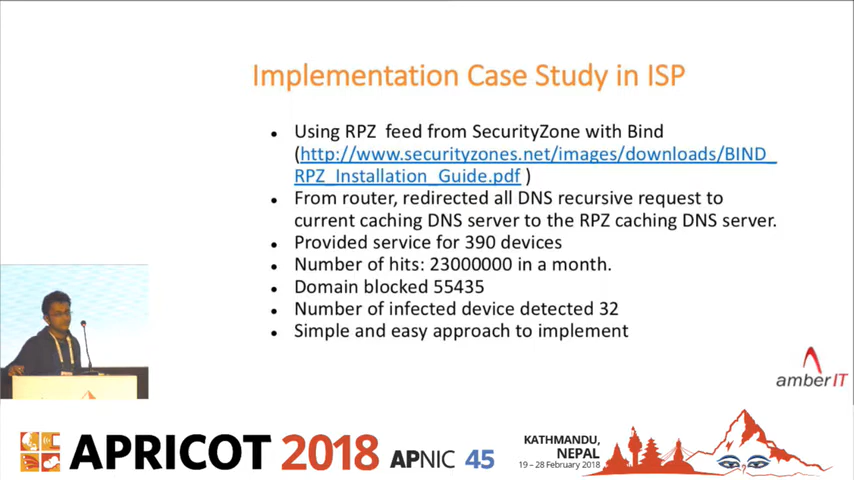 Implementation Case Study in ISP
• Using RPZ feed from SecurityZone with Bind
(http://www.securityzones.net/images/downloads/BIND_
RPZ_Installation_Guide.pdf )
• From router, redirected all DNS recursive request to
current caching DNS server to the RPZ caching DNS server.
• Provided service for 390 devices
• Number of hits: 23000000 in a month.
• Domain blocked 55435
• Number of infected device detected 32
• Simple and easy approach to implement
amber IT
APRICOT 2018
APNIC 45
KATHMANDU,
NEPAL
19 – 28 February 2018